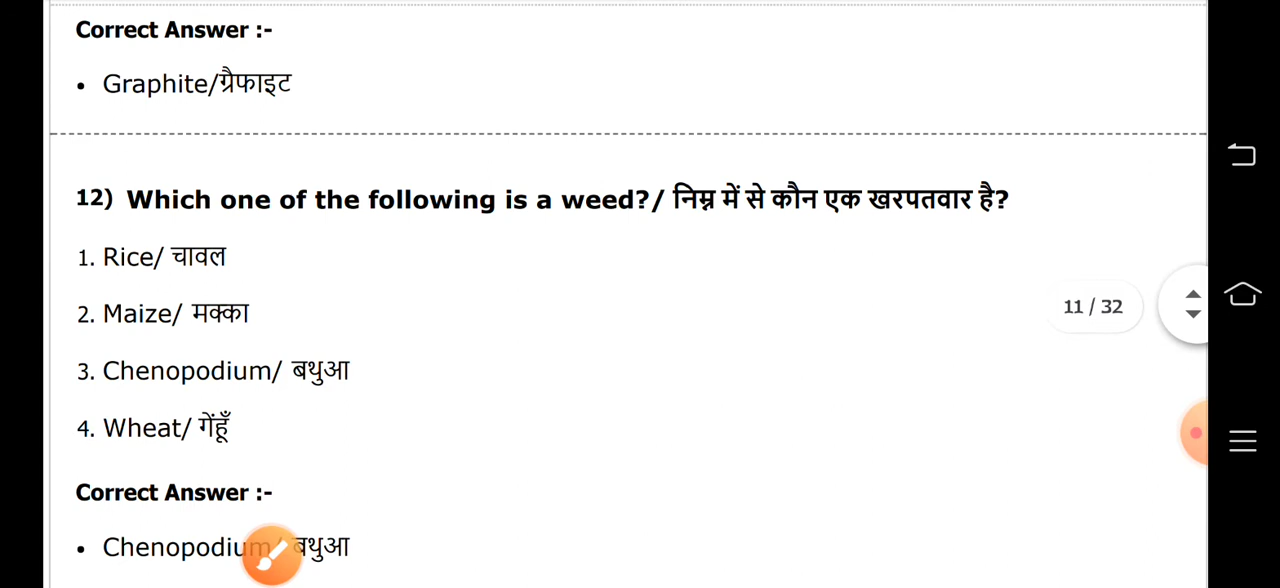 Correct Answer :-
• Graphite/ग्रैफाइट
12) Which one of the following is a weed?/ निम्न में से कौन एक खरपतवार है?
1. Rice/ चावल
2. Maize/ मक्का
11 / 32
3. Chenopodium/ बथुआ
4. Wheat/ गेंहूँ
Correct Answer :-
• Chenopodium/ बथुआ